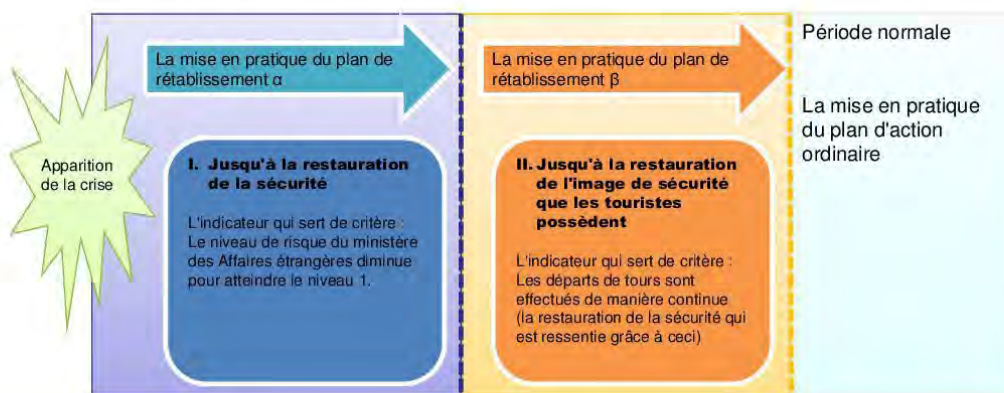 Apparition
de la crise
La mise en pratique du plan de
rétablissement α
I. Jusqu'à la restauration
de la sécurité
L'indicateur qui sert de critère :
Le niveau de risque du ministère
des Affaires étrangères diminue
pour atteindre le niveau 1.
La mise en pratique du plan de
rétablissement β
II. Jusqu'à la restauration
de l'image de sécurité
que les touristes
possèdent
L'indicateur qui sert de critère :
Les départs de tours sont
effectués de manière continue
(la restauration de la sécurité qui
est ressentie grâce à ceci)
Période normale
La mise en pratique
du plan d'action
ordinaire